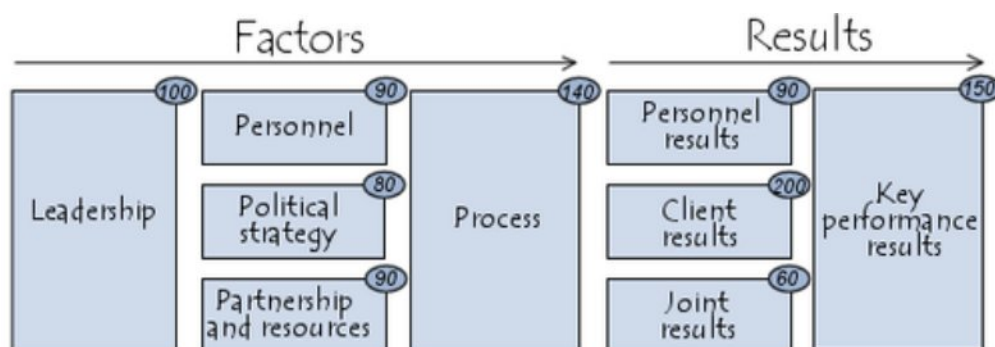 Factors
Results
100
Leadership
90
Personnel
80
Political
strategy
90
Partnership
and resources
140
Process
90
Personnel
results
200
Client
results
60
Joint
results
150
Key
performance
results